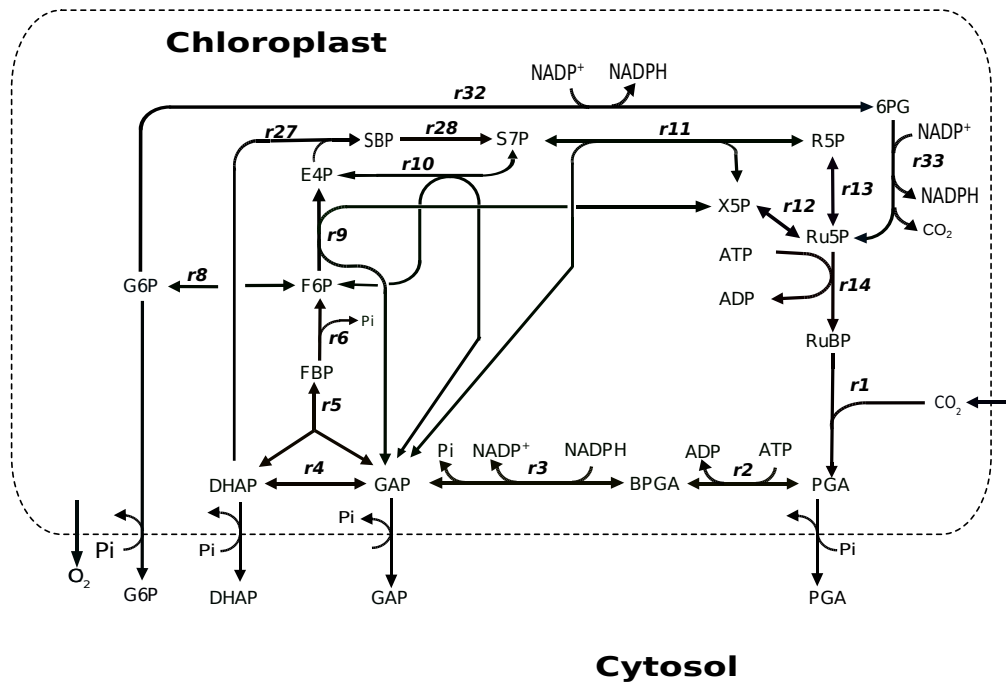 Chloroplast
NADP+ NADPH
r32
6PG
r27 SBP r28 S7P r11 R5P NADP+
r10 r33
E4P r13 NADPH
X5P r12
r9 Ru5P CO2
ATP
G6P r8 F6P r14
ADP
Pi
r6 RuBP
FBP
r1
r5 CO2
Pi NADP+ NADPH ADP ATP
r4 r3 r2
DHAP GAP BPGA PGA
Pi
Pi Pi Pi
O2
G6P DHAP GAP PGA
Cytosol